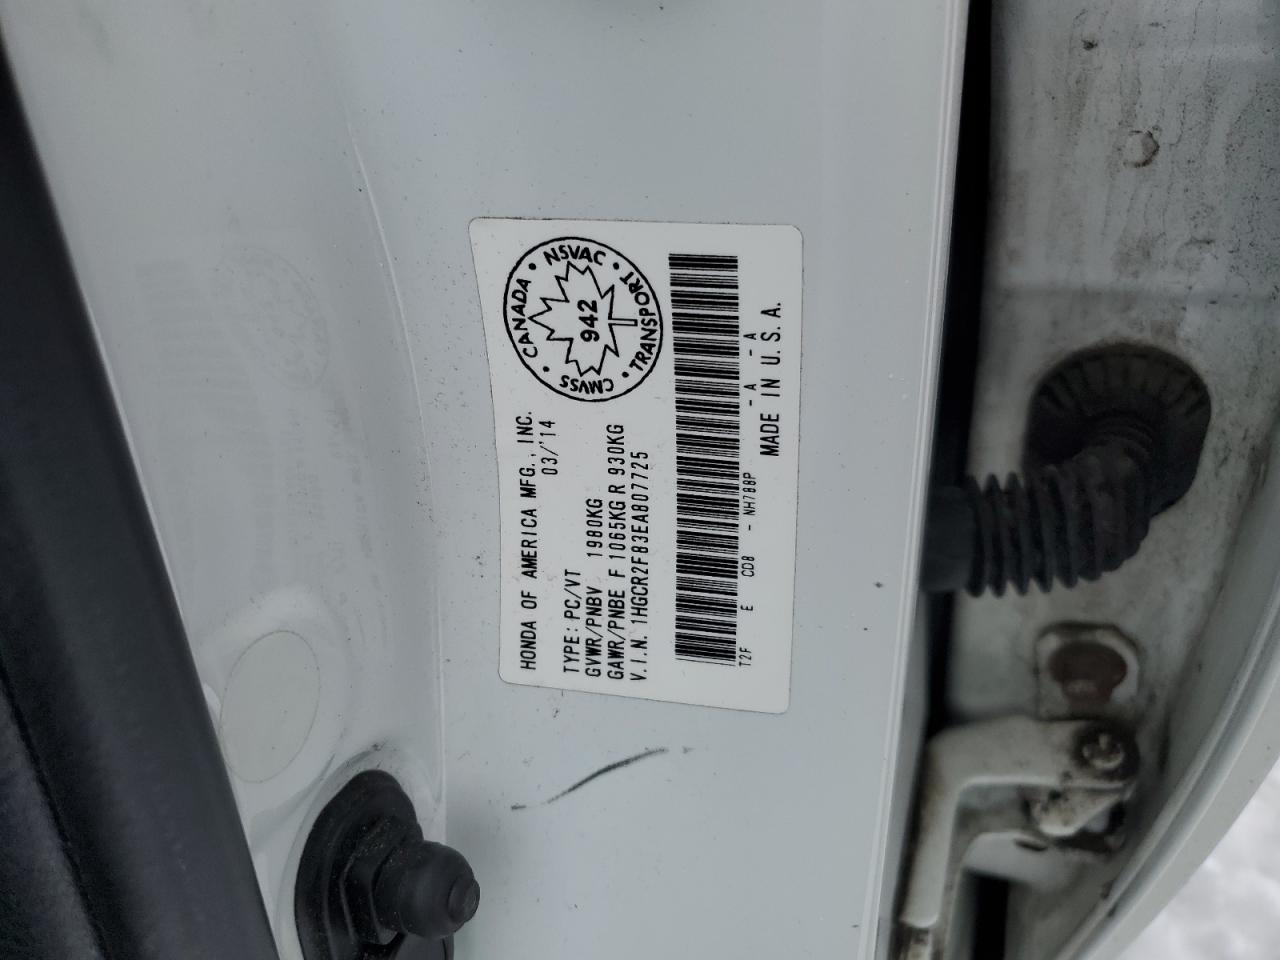 HONDA OF AMERICA MFG., INC.
03/'14
TYPE: PC/VT
GVWR/PNBV 1980KG
GAWR/PNBE F 1065KG R 930KG
V.I.N. 1HGCR2F83EA807725
CANADA • NSVAC • TRANSPORT • CMVSS •
942
T2F E CD8 - NH788P - A - A
MADE IN U.S.A.